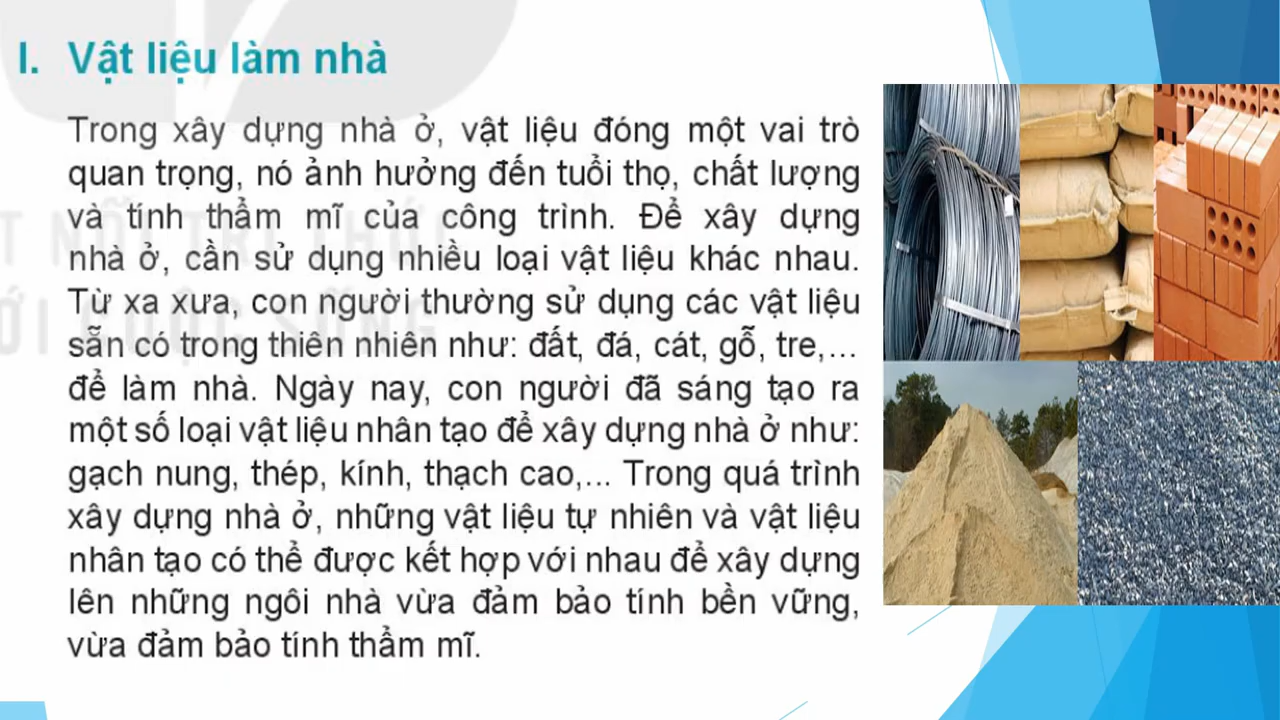 I. Vật liệu làm nhà
Trong xây dựng nhà ở, vật liệu đóng một vai trò
quan trọng, nó ảnh hưởng đến tuổi thọ, chất lượng
và tính thẩm mĩ của công trình. Để xây dựng
nhà ở, cần sử dụng nhiều loại vật liệu khác nhau.
Từ xa xưa, con người thường sử dụng các vật liệu
sẵn có trong thiên nhiên như: đất, đá, cát, gỗ, tre,...
để làm nhà. Ngày nay, con người đã sáng tạo ra
một số loại vật liệu nhân tạo để xây dựng nhà ở như:
gạch nung, thép, kính, thạch cao,... Trong quá trình
xây dựng nhà ở, những vật liệu tự nhiên và vật liệu
nhân tạo có thể được kết hợp với nhau để xây dựng
lên những ngôi nhà vừa đảm bảo tính bền vững,
vừa đảm bảo tính thẩm mĩ.